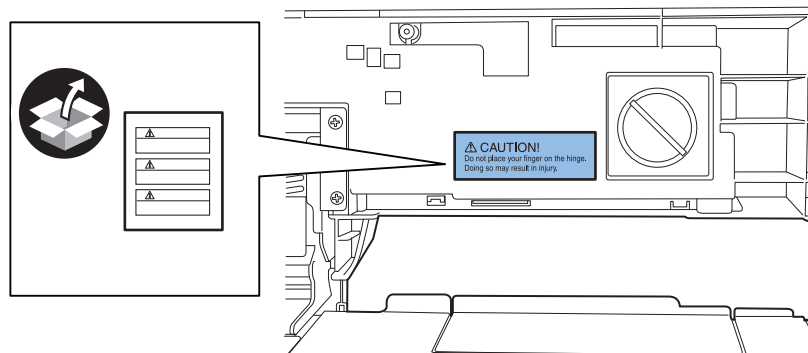 ⚠ CAUTION!
Do not place your finger on the hinge.
Doing so may result in injury.